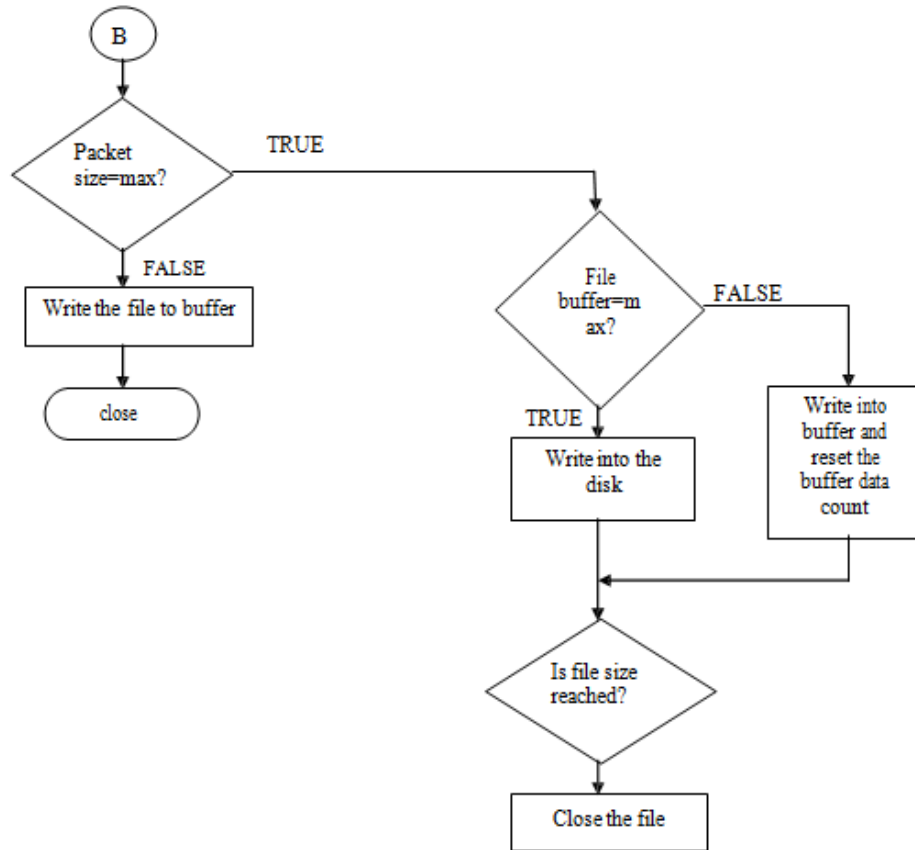 B
Packet
size=max?
TRUE
FALSE
Write the file to buffer
close
File
buffer=m
ax?
FALSE
TRUE
Write into the
disk
Write into
buffer and
reset the
buffer data
count
Is file size
reached?
Close the file